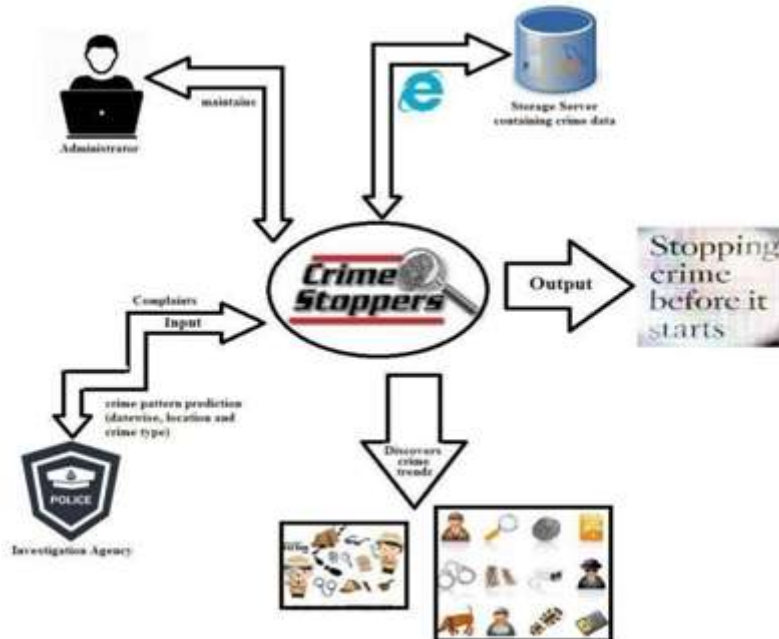 maintains
Administrator
Storage Server
containing crime data
Crime
Stoppers
Output
Stopping
crime
before it
starts
Complaints
Input
crime pattern prediction
(datewise, location and
crime type)
POLICE
Investigation Agency
Discovers
crime
trends